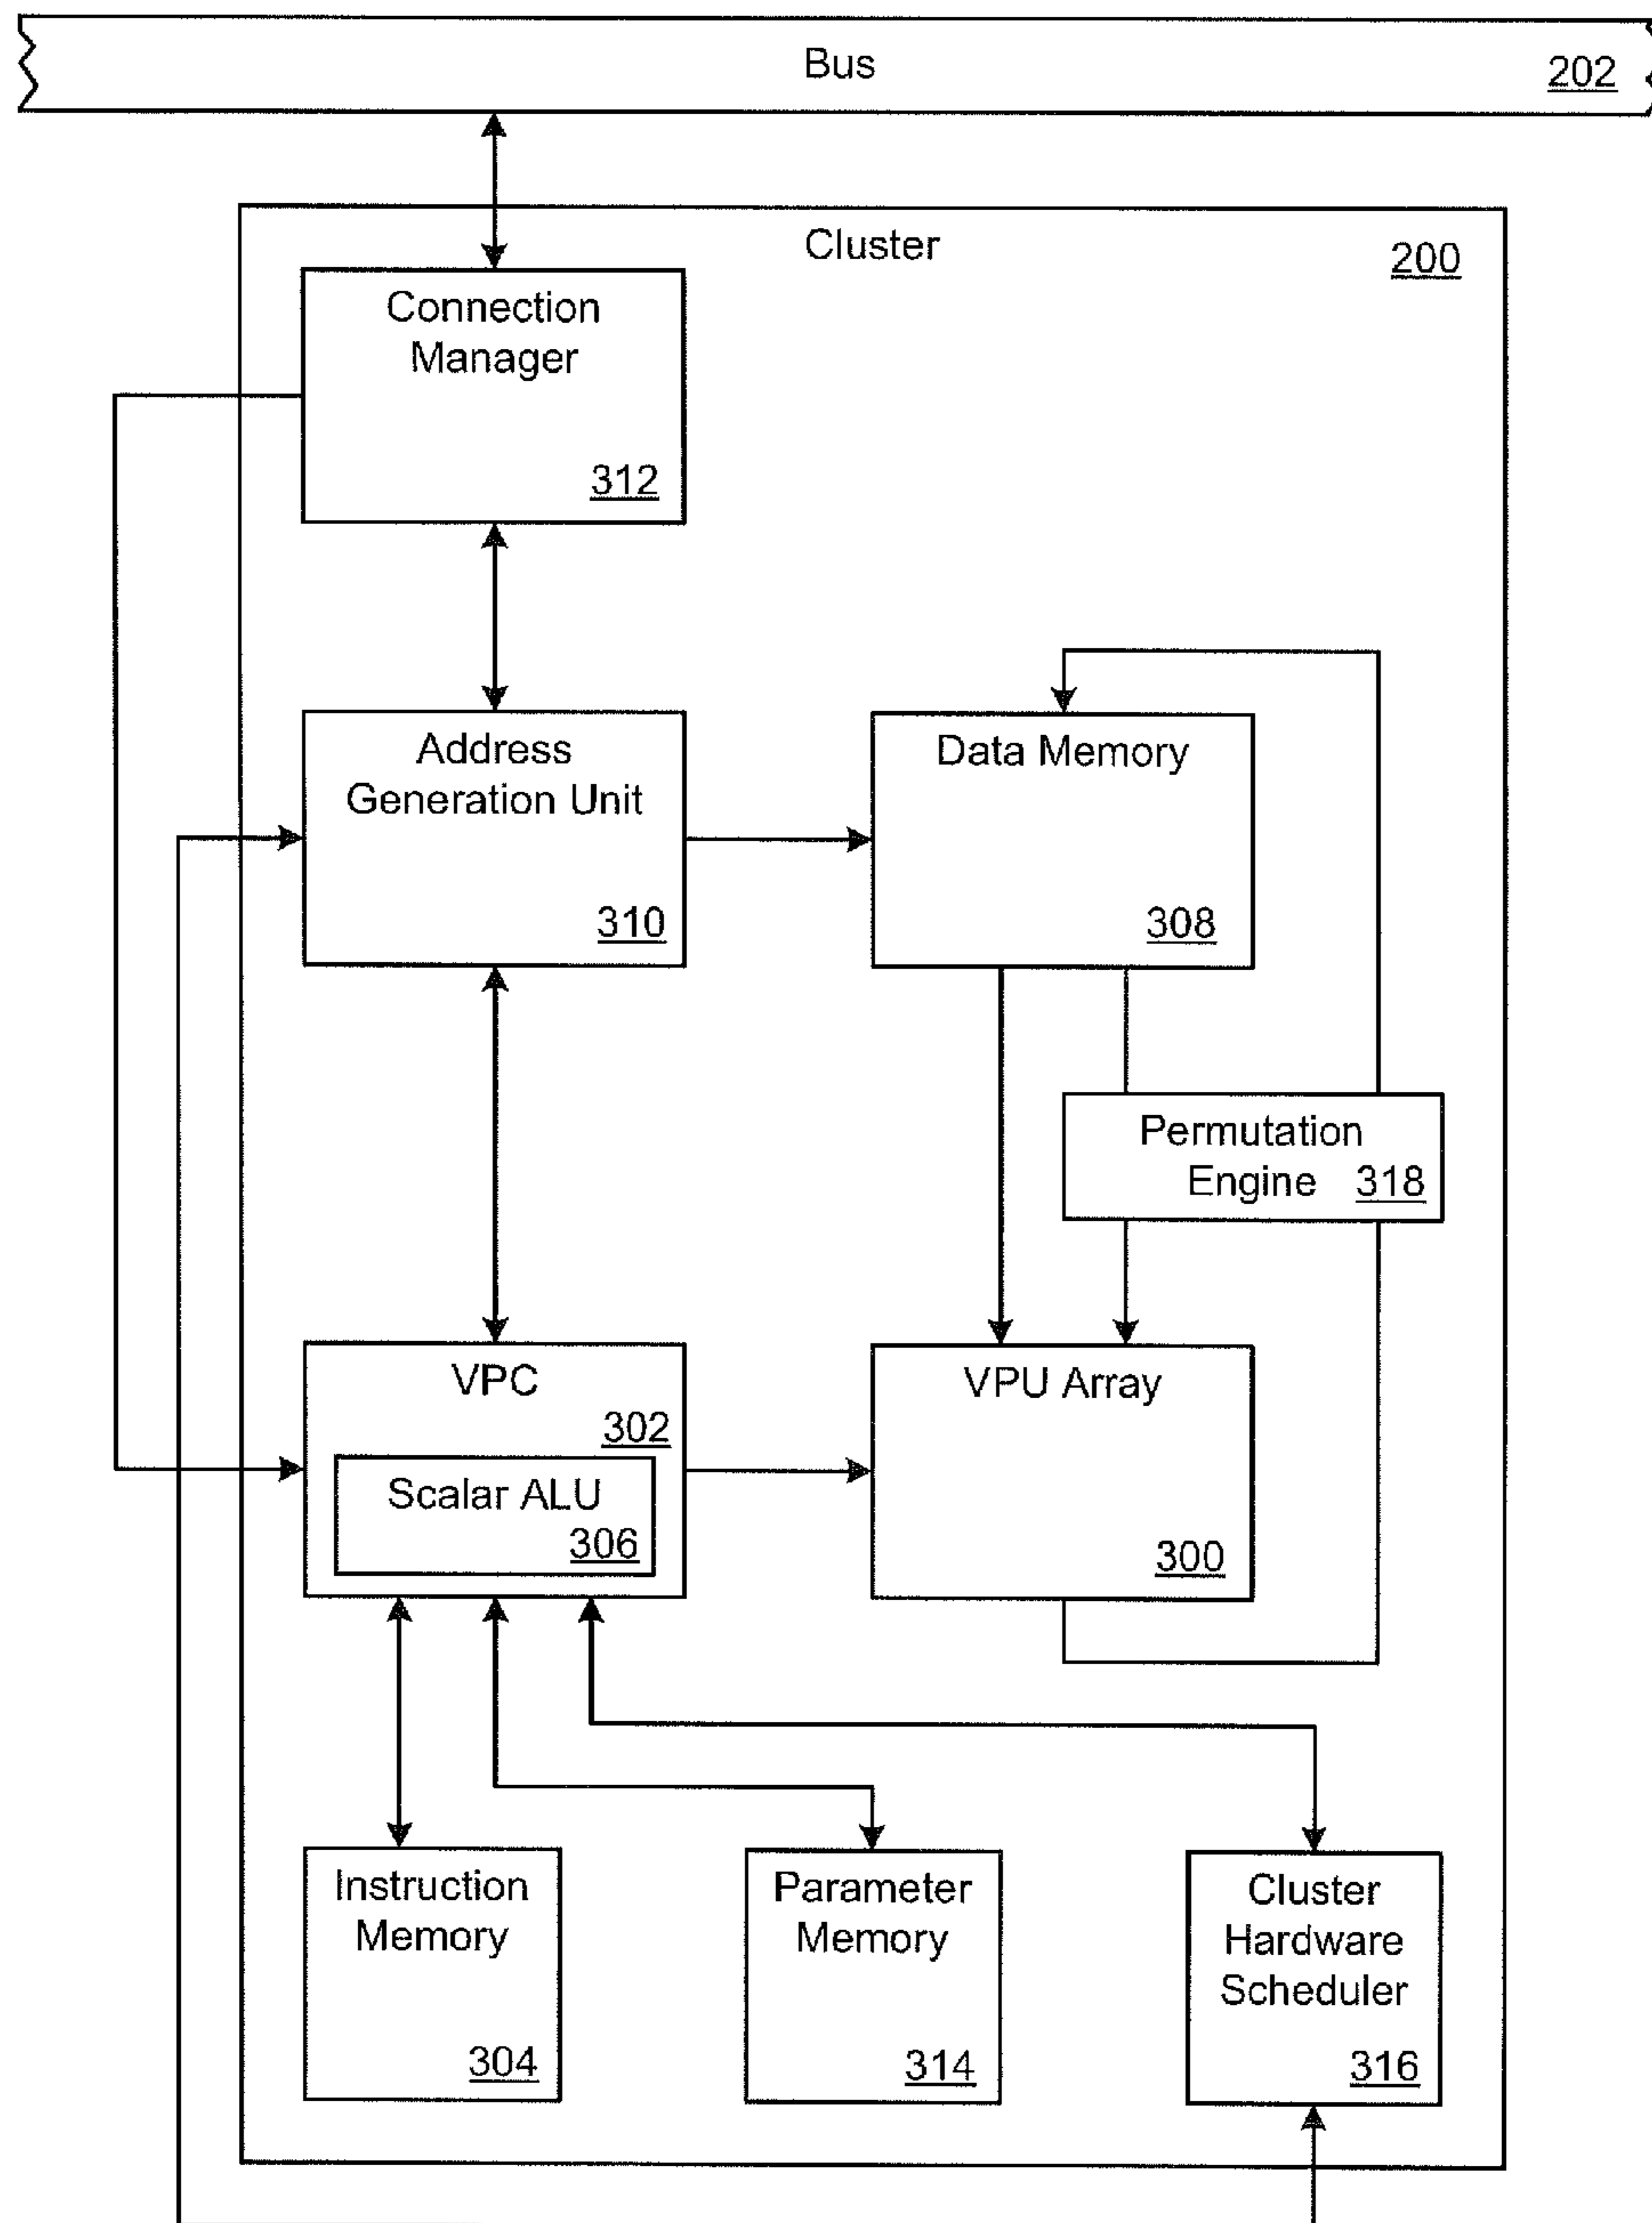 Bus
202
Cluster
200
Connection
Manager
312
Address
Generation Unit
310
Data Memory
308
Permutation
Engine 318
VPC
302
Scalar ALU
306
VPU Array
300
Instruction
Memory
304
Parameter
Memory
314
Cluster
Hardware
Scheduler
316